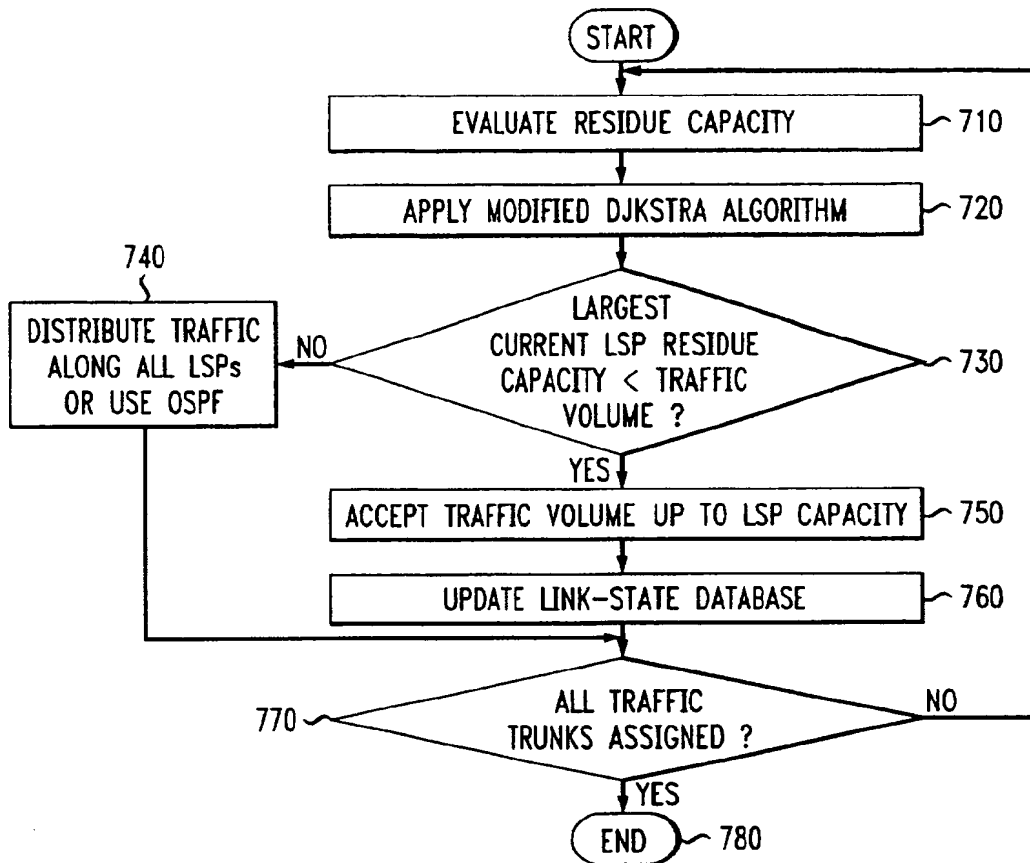 START
EVALUATE RESIDUE CAPACITY
710
APPLY MODIFIED DJKSTRA ALGORITHM
720
740
DISTRIBUTE TRAFFIC
ALONG ALL LSPs
OR USE OSPF
NO
LARGEST
CURRENT LSP RESIDUE
CAPACITY < TRAFFIC
VOLUME ?
730
YES
ACCEPT TRAFFIC VOLUME UP TO LSP CAPACITY
750
UPDATE LINK-STATE DATABASE
760
770
ALL TRAFFIC
TRUNKS ASSIGNED ?
NO
YES
END
780